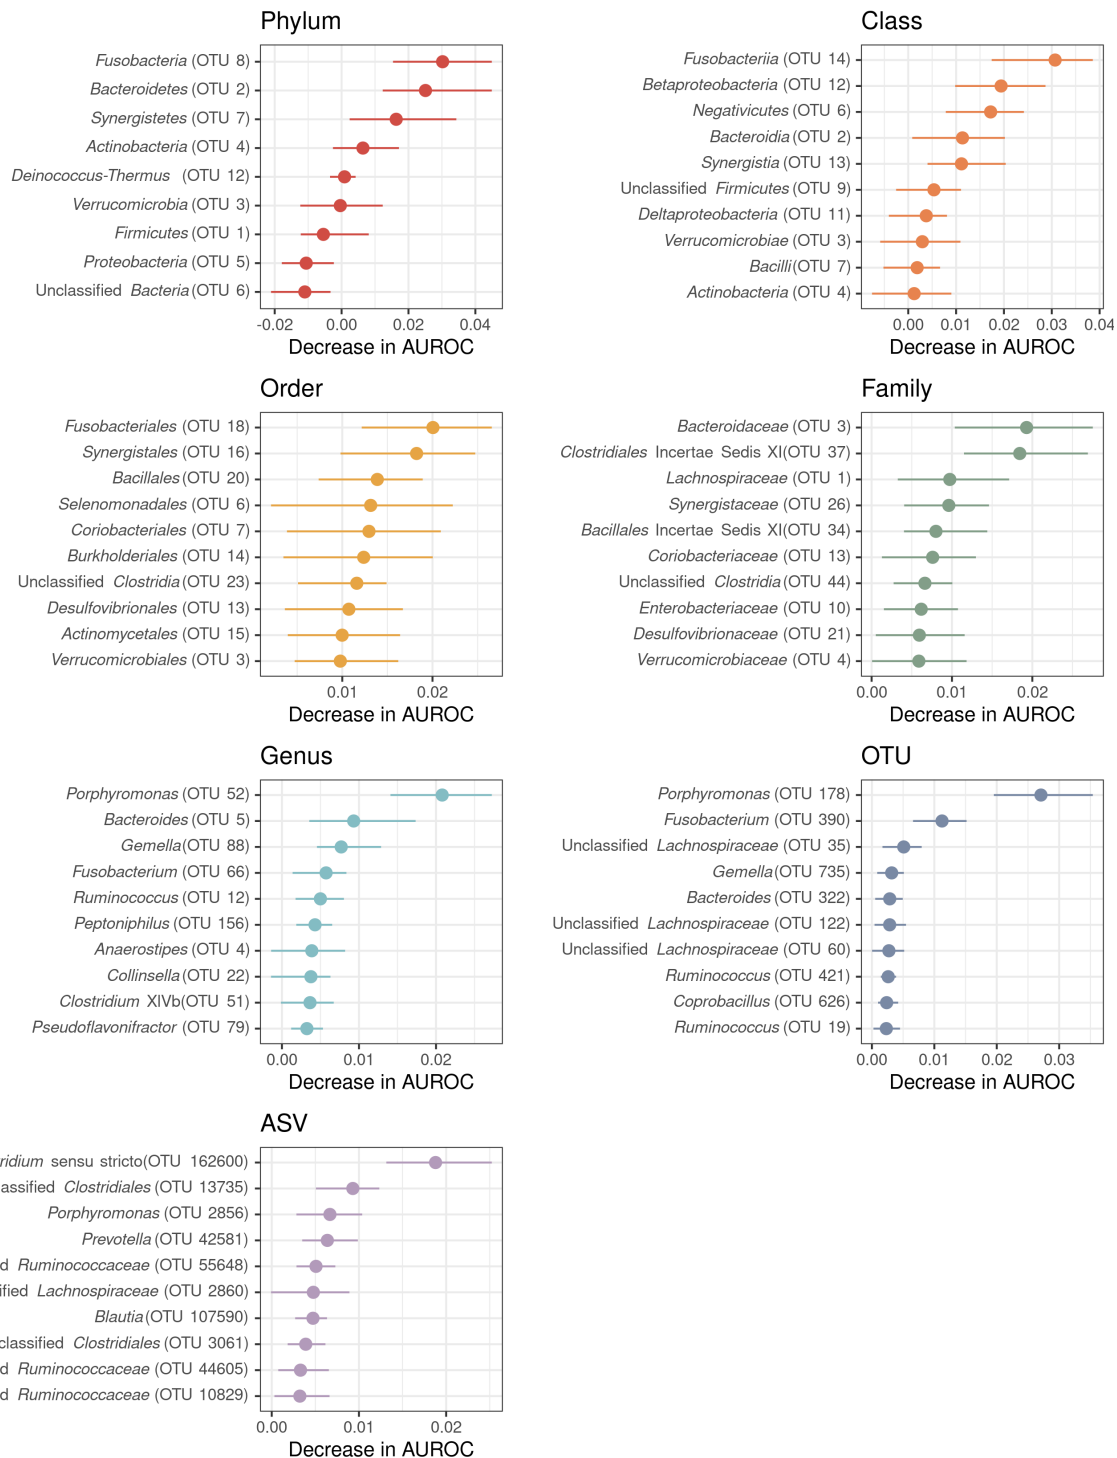 Phylum
Fusobacteria (OTU 8)
Bacteroidetes (OTU 2)
Synergistetes (OTU 7)
Actinobacteria (OTU 4)
Deinococcus-Thermus (OTU 12)
Verrucomicrobia (OTU 3)
Firmicutes (OTU 1)
Proteobacteria (OTU 5)
Unclassified Bacteria (OTU 6)
-0.02 0.00 0.02 0.04
Decrease in AUROC
Class
Fusobacteriia (OTU 14)
Betaproteobacteria (OTU 12)
Negativicutes (OTU 6)
Bacteroidia (OTU 2)
Synergistia (OTU 13)
Unclassified Firmicutes (OTU 9)
Deltaproteobacteria (OTU 11)
Verrucomicrobiae (OTU 3)
Bacilli (OTU 7)
Actinobacteria (OTU 4)
0.00 0.01 0.02 0.03 0.04
Decrease in AUROC
Order
Fusobacteriales (OTU 18)
Synergistales (OTU 16)
Bacillales (OTU 20)
Selenomonadales (OTU 6)
Coriobacteriales (OTU 7)
Burkholderiales (OTU 14)
Unclassified Clostridia (OTU 23)
Desulfovibrionales (OTU 13)
Actinomycetales (OTU 15)
Verrucomicrobiales (OTU 3)
0.01 0.02
Decrease in AUROC
Family
Bacteroidaceae (OTU 3)
Clostridiales Incertae Sedis XI(OTU 37)
Lachnospiraceae (OTU 1)
Synergistaceae (OTU 26)
Bacillales Incertae Sedis XI(OTU 34)
Coriobacteriaceae (OTU 13)
Unclassified Clostridia (OTU 44)
Enterobacteriaceae (OTU 10)
Desulfovibrionaceae (OTU 21)
Verrucomicrobiaceae (OTU 4)
0.00 0.01 0.02
Decrease in AUROC
Genus
Porphyromonas (OTU 52)
Bacteroides (OTU 5)
Gemella (OTU 88)
Fusobacterium (OTU 66)
Ruminococcus (OTU 12)
Peptoniphilus (OTU 156)
Anaerostipes (OTU 4)
Collinsella (OTU 22)
Clostridium XIVb(OTU 51)
Pseudoflavonifractor (OTU 79)
0.00 0.01 0.02
Decrease in AUROC
OTU
Porphyromonas (OTU 178)
Fusobacterium (OTU 390)
Unclassified Lachnospiraceae (OTU 35)
Gemella (OTU 735)
Bacteroides (OTU 322)
Unclassified Lachnospiraceae (OTU 122)
Unclassified Lachnospiraceae (OTU 60)
Ruminococcus (OTU 421)
Coprobacillus (OTU 626)
Ruminococcus (OTU 19)
0.00 0.01 0.02 0.03
Decrease in AUROC
ASV
ridium sensu stricto(OTU 162600)
assified Clostridiales (OTU 13735)
Porphyromonas (OTU 2856)
Prevotella (OTU 42581)
d Ruminococcaceae (OTU 55648)
ified Lachnospiraceae (OTU 2860)
Blautia (OTU 107590)
classified Clostridiales (OTU 3061)
d Ruminococcaceae (OTU 44605)
d Ruminococcaceae (OTU 10829)
0.00 0.01 0.02
Decrease in AUROC